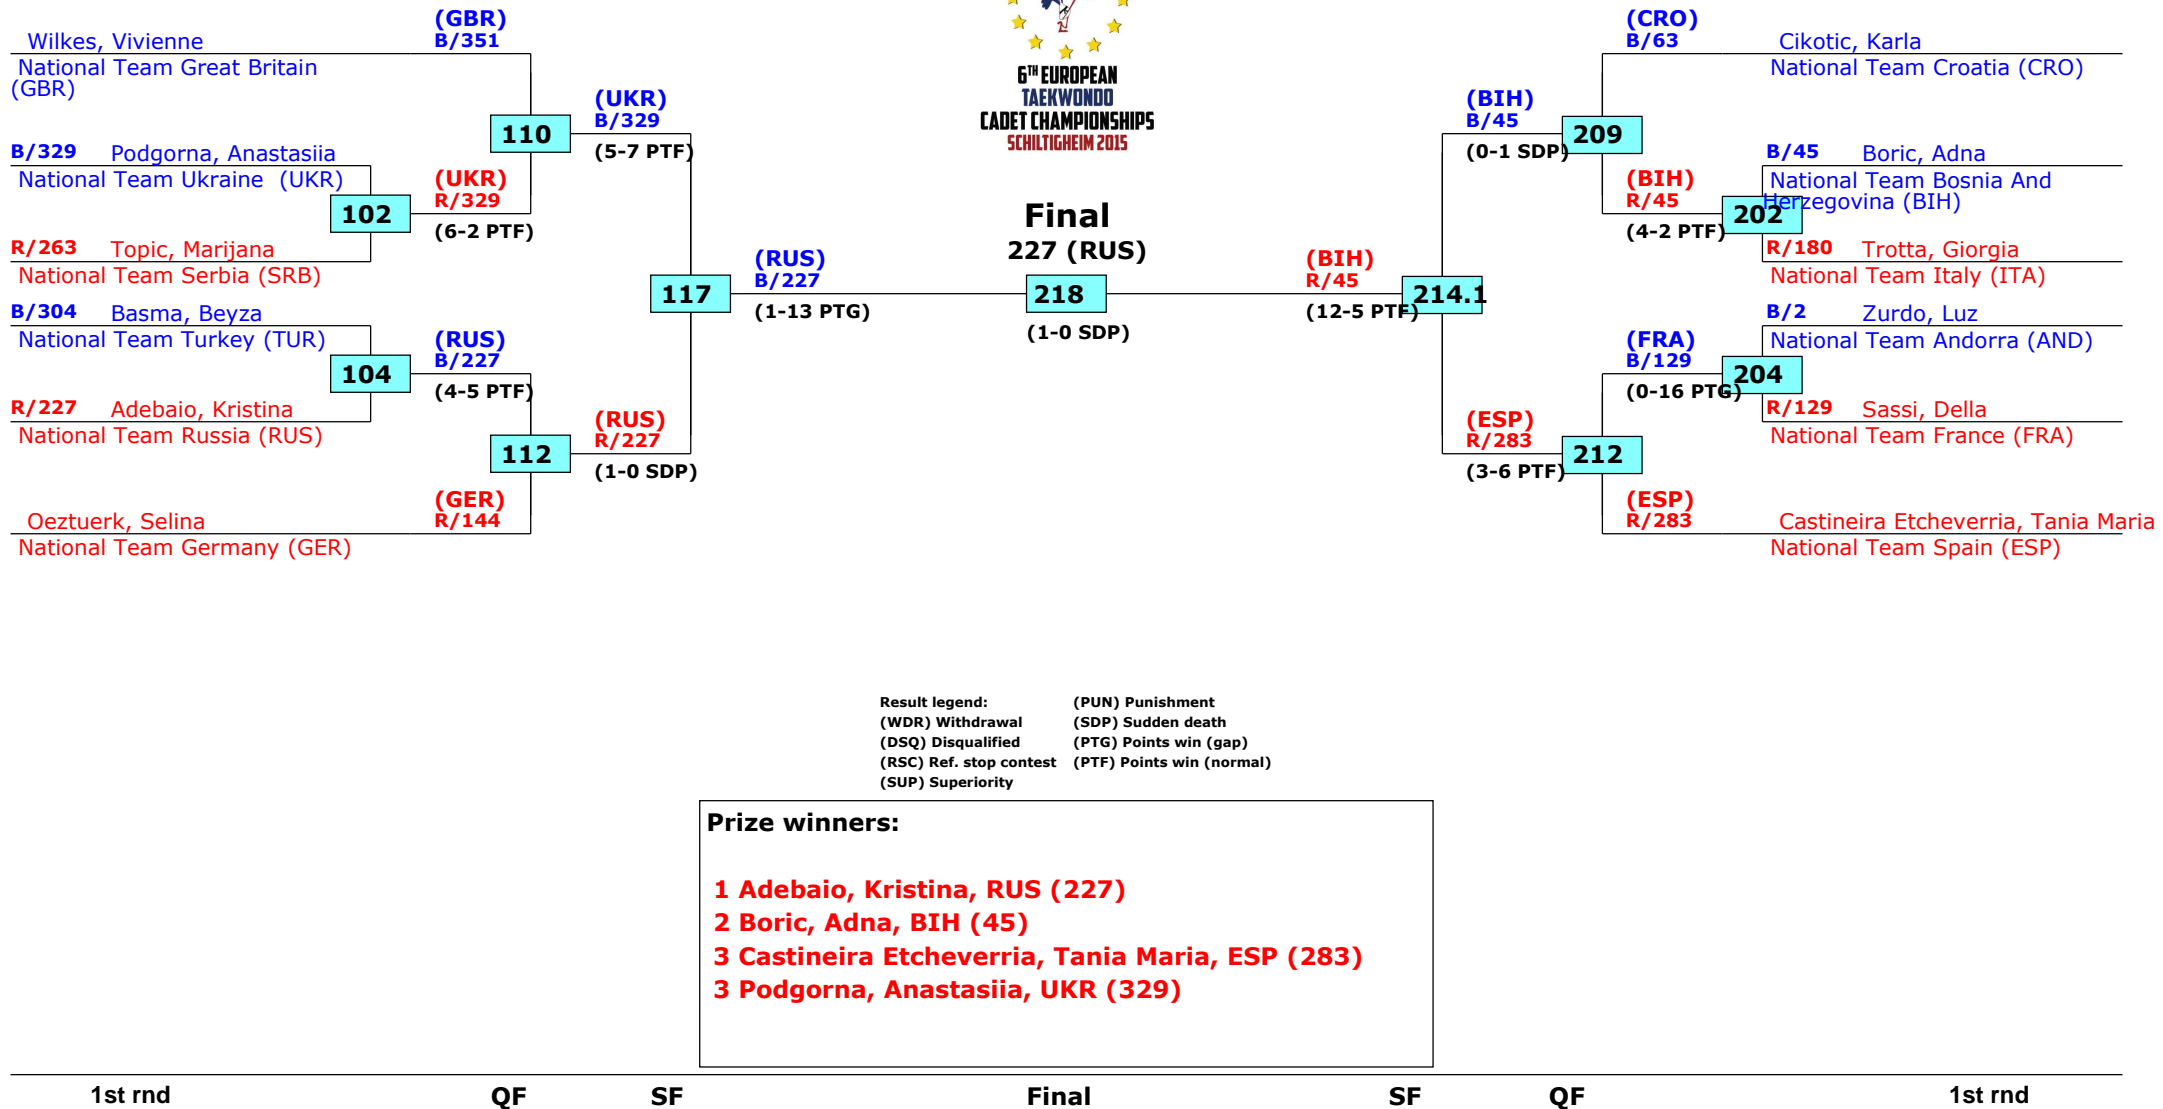 (GBR)
B/351
Wilkes, Vivienne
National Team Great Britain
(GBR)
110
(UKR)
B/329
(5-7 PTF)
B/329 Podgorna, Anastasiia
National Team Ukraine (UKR)
102
(UKR)
R/329
(6-2 PTF)
R/263 Topic, Marijana
National Team Serbia (SRB)
117
(RUS)
B/227
(1-13 PTG)
B/304 Basma, Beyza
National Team Turkey (TUR)
104
(RUS)
B/227
(4-5 PTF)
R/227 Adebaio, Kristina
National Team Russia (RUS)
112
(RUS)
R/227
(1-0 SDP)
(GER)
R/144
Oeztuerk, Selina
National Team Germany (GER)
6TH EUROPEAN
TAEKWONDO
CADET CHAMPIONSHIPS
SCHILTIGHEIM 2015
Final
227 (RUS)
218
(1-0 SDP)
(CRO)
B/63
Cikotic, Karla
National Team Croatia (CRO)
(BIH)
B/45
209
(0-1 SDP)
B/45 Boric, Adna
National Team Bosnia And
Herzegovina (BIH)
(BIH)
R/45
202
(4-2 PTF)
R/180 Trotta, Giorgia
National Team Italy (ITA)
(BIH)
R/45
214.1
(12-5 PTF)
B/2 Zurdo, Luz
National Team Andorra (AND)
(FRA)
B/129
204
(0-16 PTG)
R/129 Sassi, Della
National Team France (FRA)
(ESP)
R/283
212
(3-6 PTF)
(ESP)
R/283
Castineira Etcheverria, Tania Maria
National Team Spain (ESP)
Result legend: (PUN) Punishment
(WDR) Withdrawal (SDP) Sudden death
(DSQ) Disqualified (PTG) Points win (gap)
(RSC) Ref. stop contest (PTF) Points win (normal)
(SUP) Superiority
Prize winners:
1 Adebaio, Kristina, RUS (227)
2 Boric, Adna, BIH (45)
3 Castineira Etcheverria, Tania Maria, ESP (283)
3 Podgorna, Anastasiia, UKR (329)
1st rnd QF SF Final SF QF 1st rnd